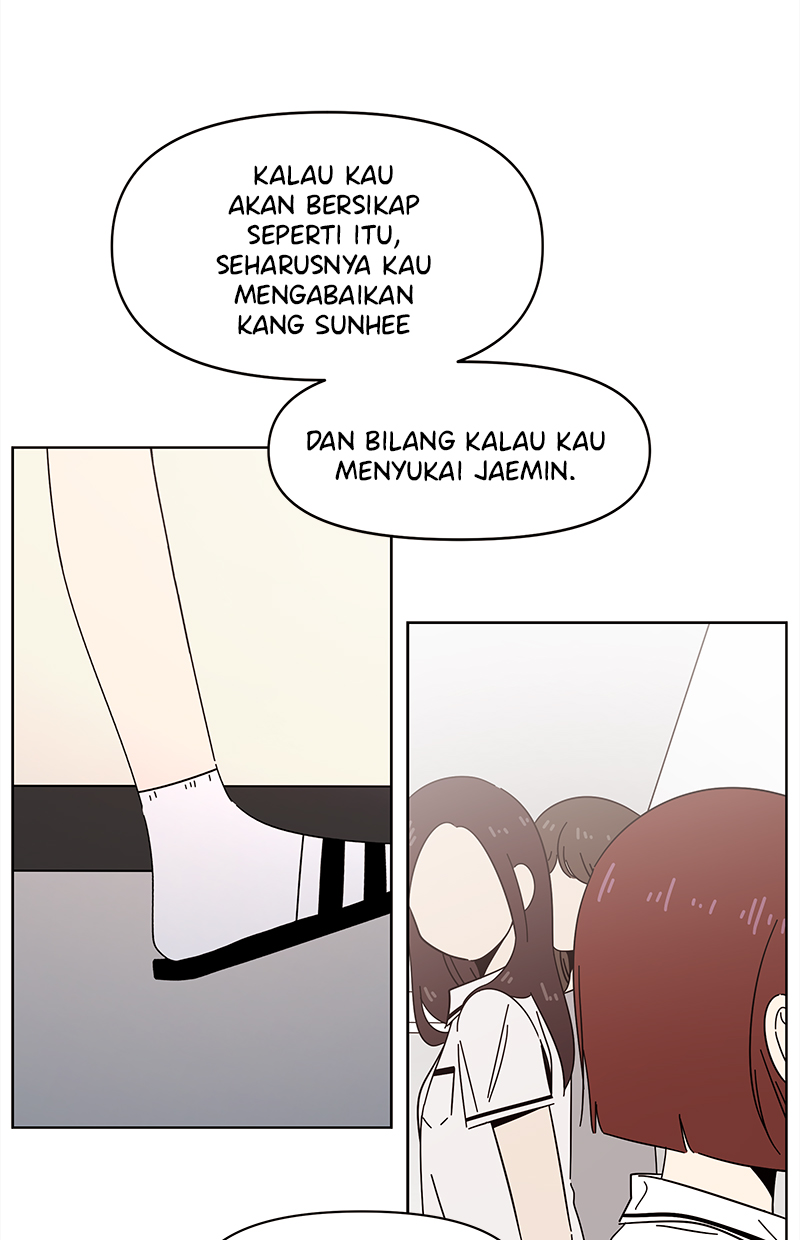 KALAU KAU
AKAN BERSIKAP
SEPERTI ITU,
SEHARUSNYA KAU
MENGABAIKAN
KANG SUNHEE
DAN BILANG KALAU KAU
MENYUKAI JAEMIN.